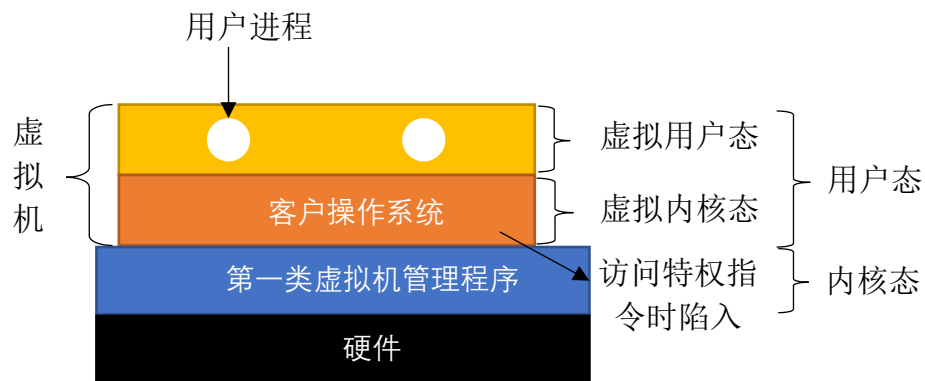 用户进程
虚
拟
机
虚拟用户态
用户态
客户操作系统
虚拟内核态
第一类虚拟机管理程序
访问特权指
令时陷入
内核态
硬件